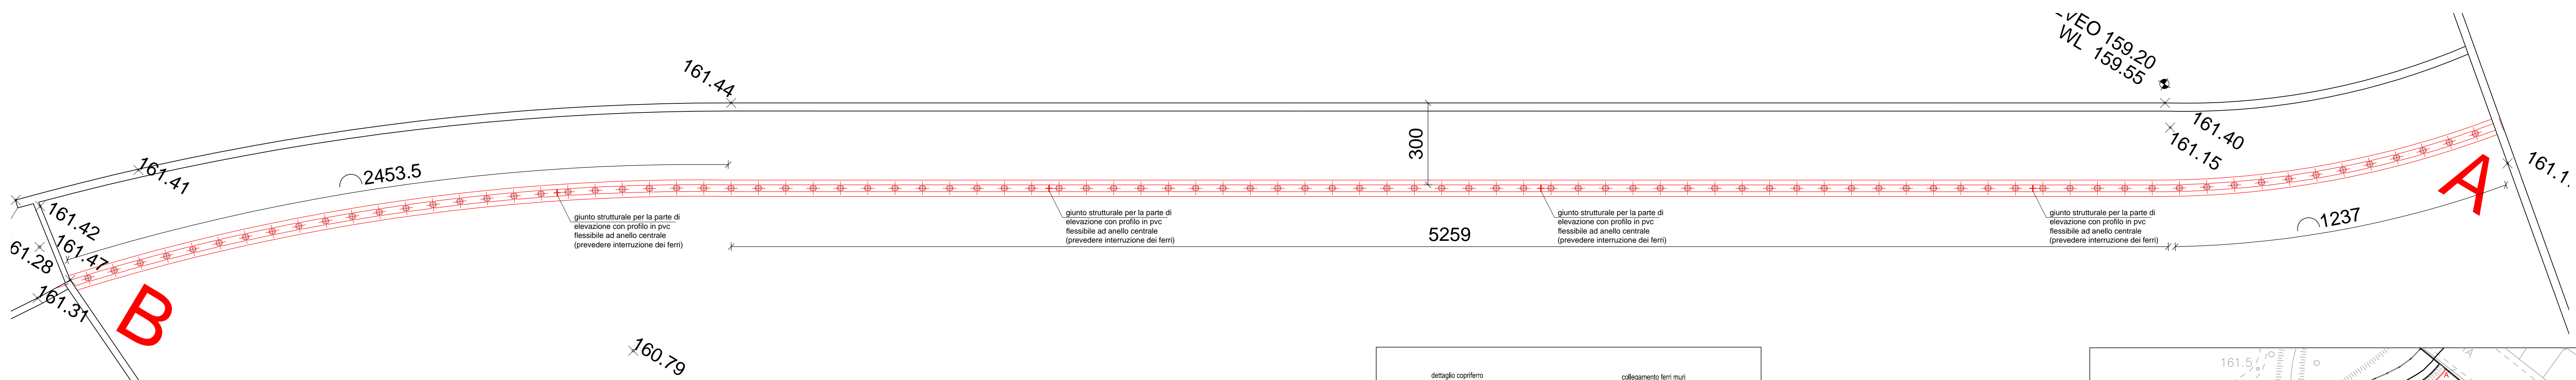 VEO 159.20
WL 159.55
161.44
161.40
161.15
161.1
161.41
2453.5
300
161.42
161.47
61.28
161.31
giunto strutturale per la parte di
elevazione con profilo in pvc
flessibile ad anello centrale
(prevedere interruzione dei ferri)
giunto strutturale per la parte di
elevazione con profilo in pvc
flessibile ad anello centrale
(prevedere interruzione dei ferri)
giunto strutturale per la parte di
elevazione con profilo in pvc
flessibile ad anello centrale
(prevedere interruzione dei ferri)
giunto strutturale per la parte di
elevazione con profilo in pvc
flessibile ad anello centrale
(prevedere interruzione dei ferri)
5259
1237
A
B
160.79
dettaglio copriferro
collegamento ferri muri
161.5
A